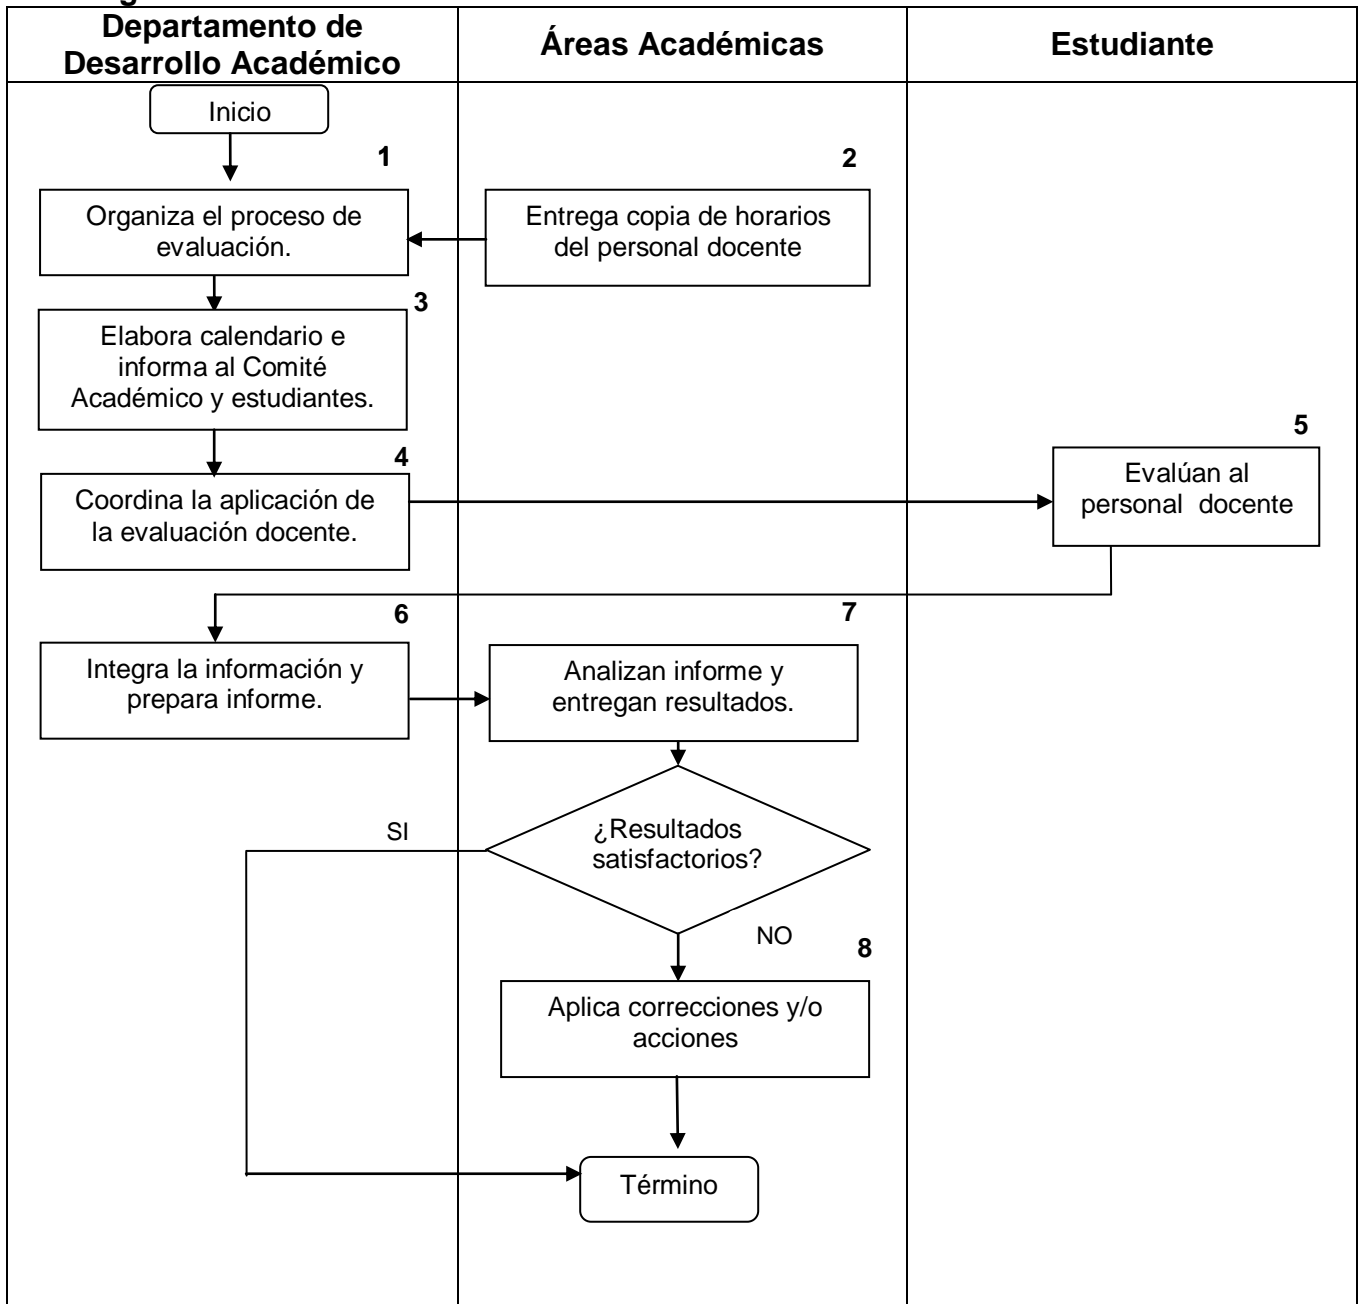 Departamento de
Desarrollo Académico
Áreas Académicas
Estudiante
Inicio
1
2
Organiza el proceso de
evaluación.
Entrega copia de horarios
del personal docente
3
Elabora calendario e
informa al Comité
Académico y estudiantes.
4
5
Coordina la aplicación de
la evaluación docente.
Evalúan al
personal docente
6
7
Integra la información y
prepara informe.
Analizan informe y
entregan resultados.
SI
¿Resultados
satisfactorios?
NO
8
Aplica correcciones y/o
acciones
Término